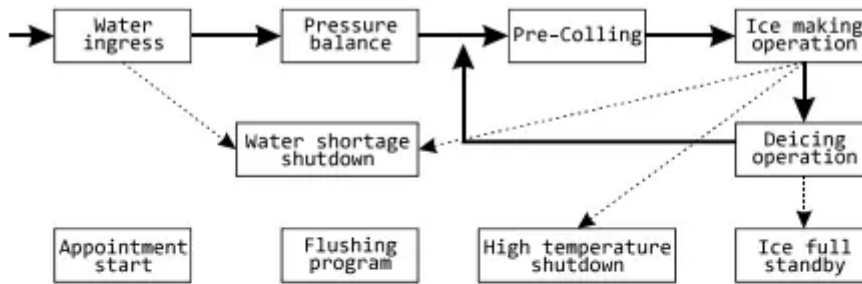 Water
ingress
Pressure
balance
Pre-Colling
Ice making
operation
Water shortage
shutdown
Deicing
operation
Appointment
start
Flushing
program
High temperature
shutdown
Ice full
standby